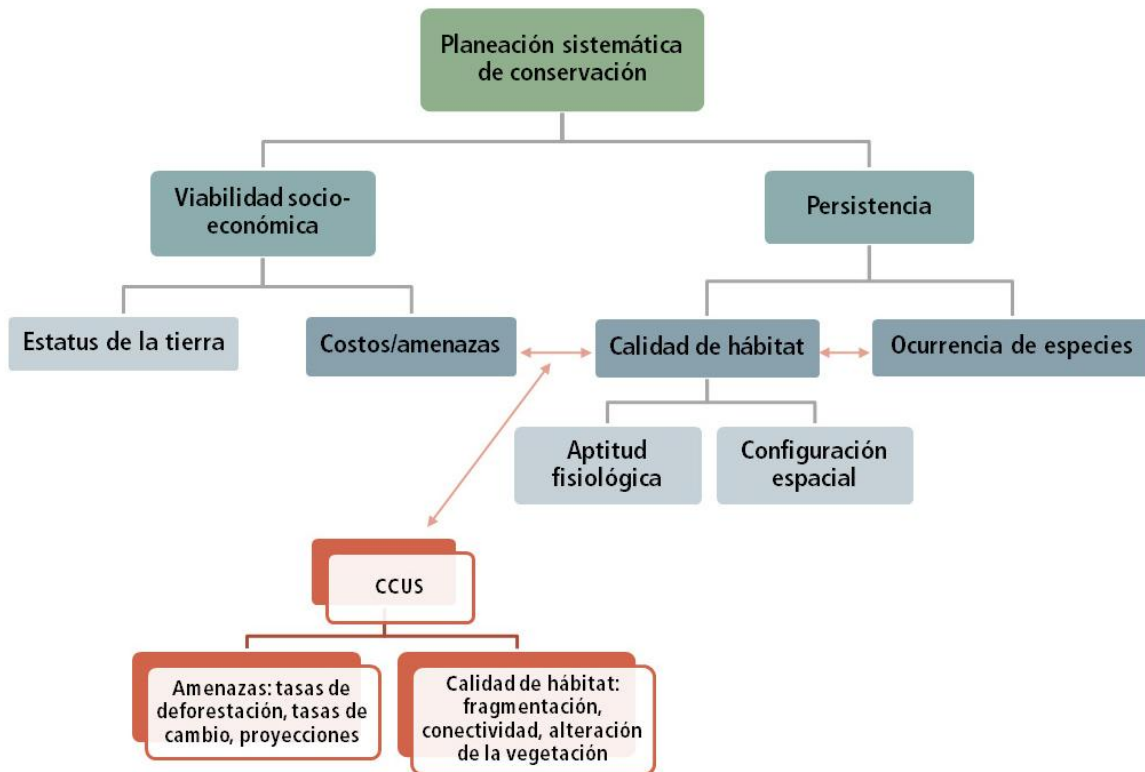 Planeación sistemática
de conservación
Viabilidad socio-
económica
Persistencia
Estatus de la tierra
Costos/amenazas
Calidad de hábitat
Ocurrencia de especies
Aptitud
fisiológica
Configuración
espacial
CCUS
Amenazas: tasas de
deforestación, tasas de
cambio, proyecciones
Calidad de hábitat:
fragmentación,
conectividad, alteración
de la vegetación